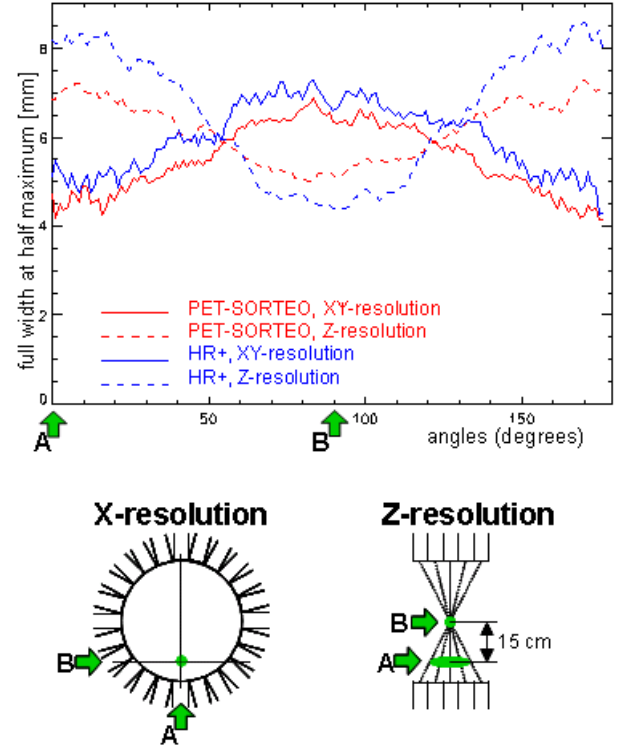 full width at half maximum [mm]
8
6
4
2
0
PET-SORTEO, XΨ-resolution
PET-SORTEO, Z-resolution
HR+, XY-resolution
HR+, Z-resolution
50 100 150
A B angles (degrees)
X-resolution Z-resolution
B 15 cm
B A
A